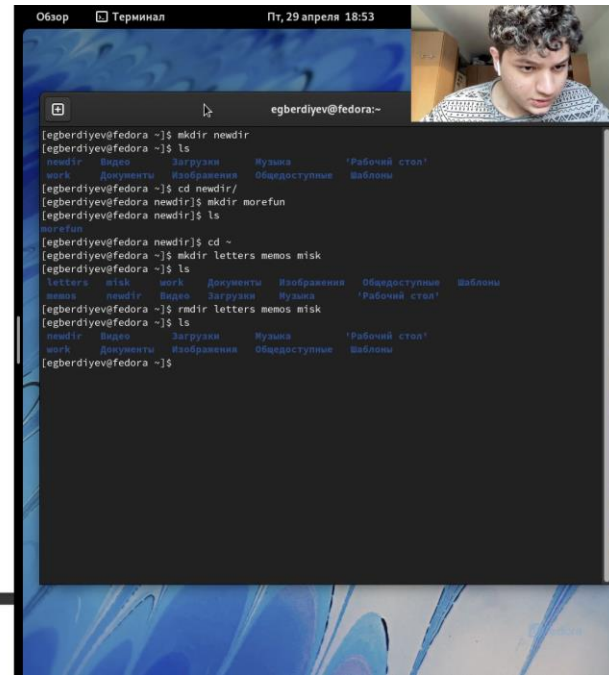 Обзор Терминал Пт, 29 апреля 18:53
egberdiyev@fedora:~
[egberdiyev@fedora ~]$ mkdir newdir
[egberdiyev@fedora ~]$ ls
newdir Видео Загрузки Музыка 'Рабочий стол'
work Документы Изображения Общедоступные Шаблоны
[egberdiyev@fedora ~]$ cd newdir/
[egberdiyev@fedora newdir]$ mkdir morefun
[egberdiyev@fedora newdir]$ ls
morefun
[egberdiyev@fedora newdir]$ cd ~
[egberdiyev@fedora ~]$ mkdir letters memos misk
[egberdiyev@fedora ~]$ ls
letters misk work Документы Изображения Общедоступные Шаблоны
memos newdir Видео Загрузки Музыка 'Рабочий стол'
[egberdiyev@fedora ~]$ rmdir letters memos misk
[egberdiyev@fedora ~]$ ls
newdir Видео Загрузки Музыка 'Рабочий стол'
work Документы Изображения Общедоступные Шаблоны
[egberdiyev@fedora ~]$